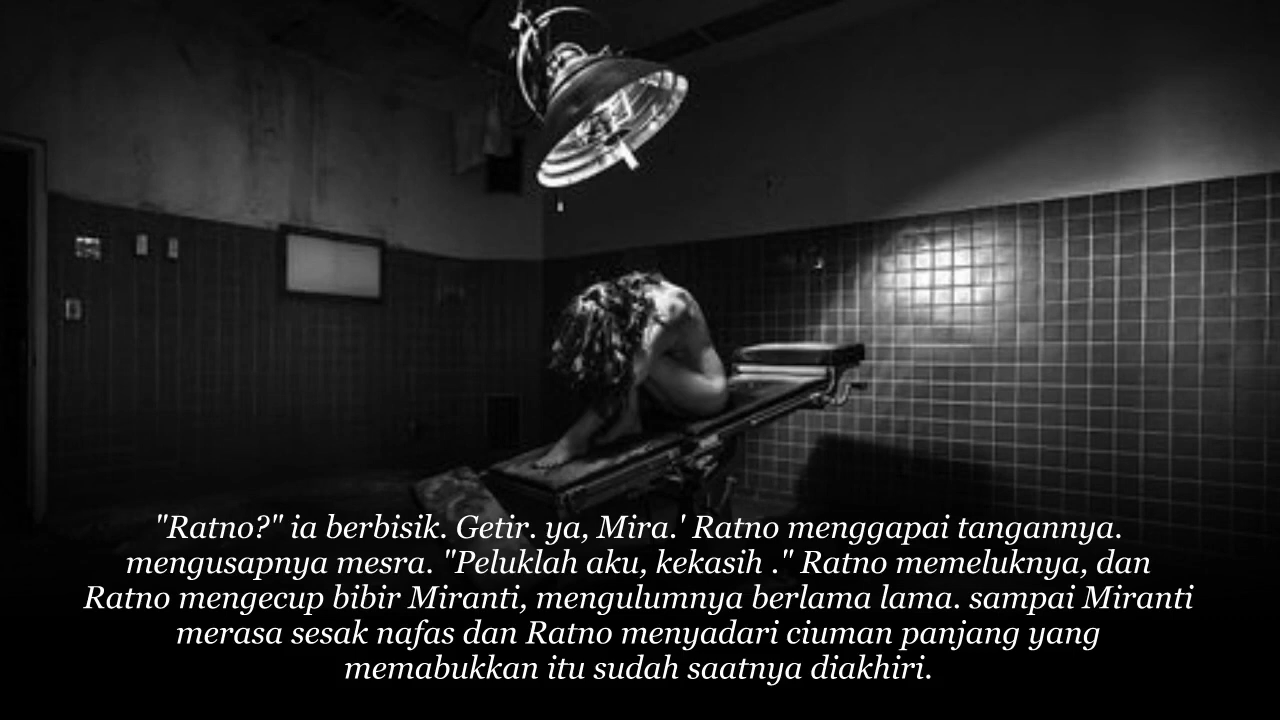 "Ratno?" ia berbisik. Getir. ya, Mira.' Ratno menggapai tangannya.
mengusapnya mesra. "Peluklah aku, kekasih ." Ratno memeluknya, dan
Ratno mengecup bibir Miranti, mengulumnya berlama lama. sampai Miranti
merasa sesak nafas dan Ratno menyadari ciuman panjang yang
memabukkan itu sudah saatnya diakhiri.